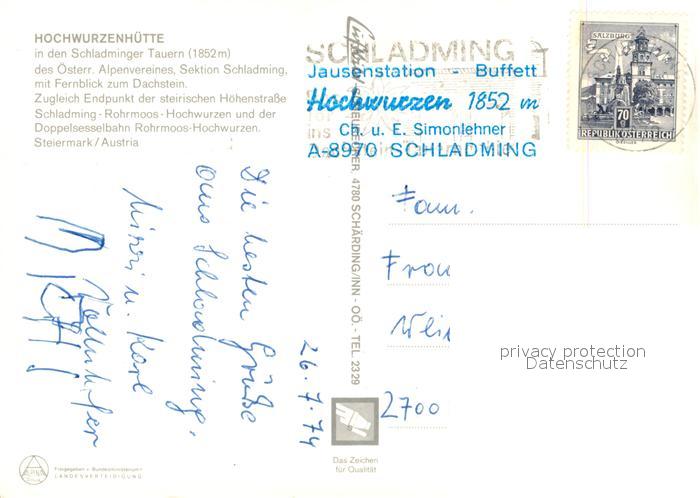 HOCHWURZENHÜTTE
in den Schladminger Tauern (1852 m)
des Österr. Alpenvereines, Sektion Schladming,
mit Fernblick zum Dachstein.
Zugleich Endpunkt der steirischen Höhenstraße
Schladming - Rohrmoos - Hochwurzen und der
Doppelsesselbahn Rohrmoos-Hochwurzen.
Steiermark / Austria
SCHLADMING
Jausenstation - Buffett
Hochwurzen 1852 m
Ch. u. E. Simonlehner
A-8970 SCHLADMING
SALZBURG
70
REPUBLIK ÖSTERREICH
4780 SCHÄRDING/INN - OÖ. - TEL. 2329
Die besten Grüße
aus Schladming.
Mizzi u. Karl
26.7.74
Fam.
Frau
2700
privacy protection
Datenschutz
Das Zeichen
für Qualität
Freigegeben v. Bundesministerium f.
LANDESVERTEIDIGUNG